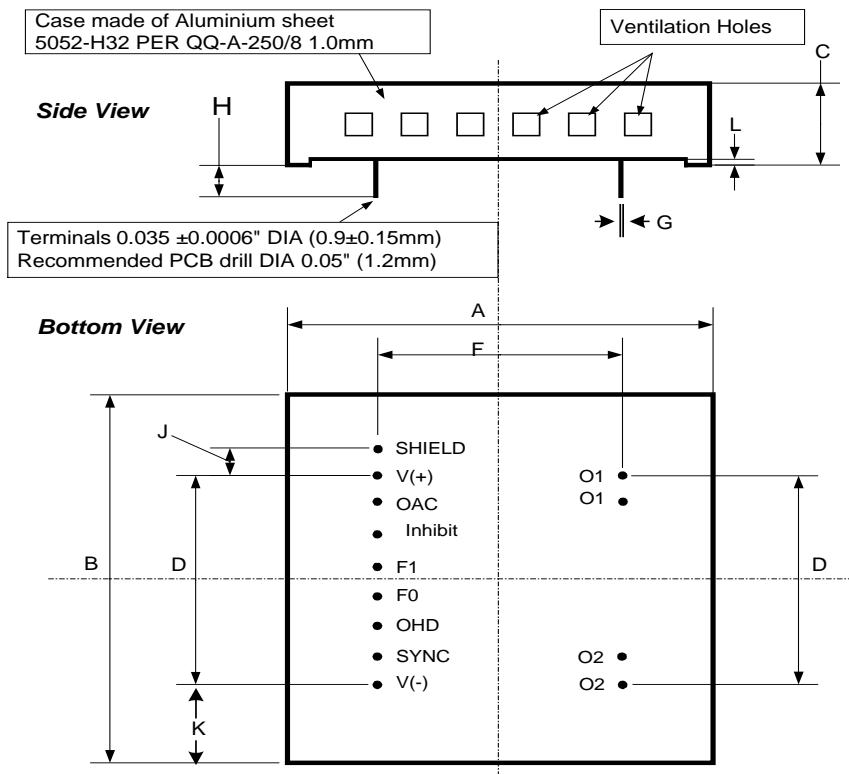 Case made of Aluminium sheet
5052-H32 PER QQ-A-250/8 1.0mm
Ventilation Holes
C
Side View
H
L
G
Terminals 0.035 ±0.0006" DIA (0.9±0.15mm)
Recommended PCB drill DIA 0.05" (1.2mm)
A
Bottom View
F
J
SHIELD
V(+)
O1
OAC
O1
Inhibit
B
D
F1
D
F0
OHD
SYNC
O2
V(-)
O2
K